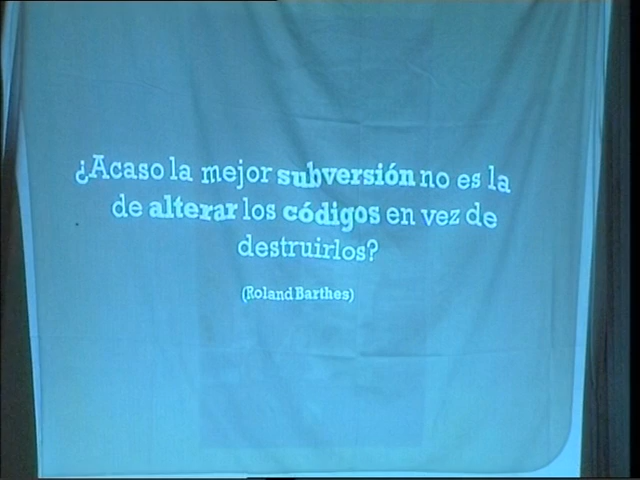 ¿Acaso la mejor subversión no es la
de alterar los códigos en vez de
destruirlos?
(Roland Barthes)